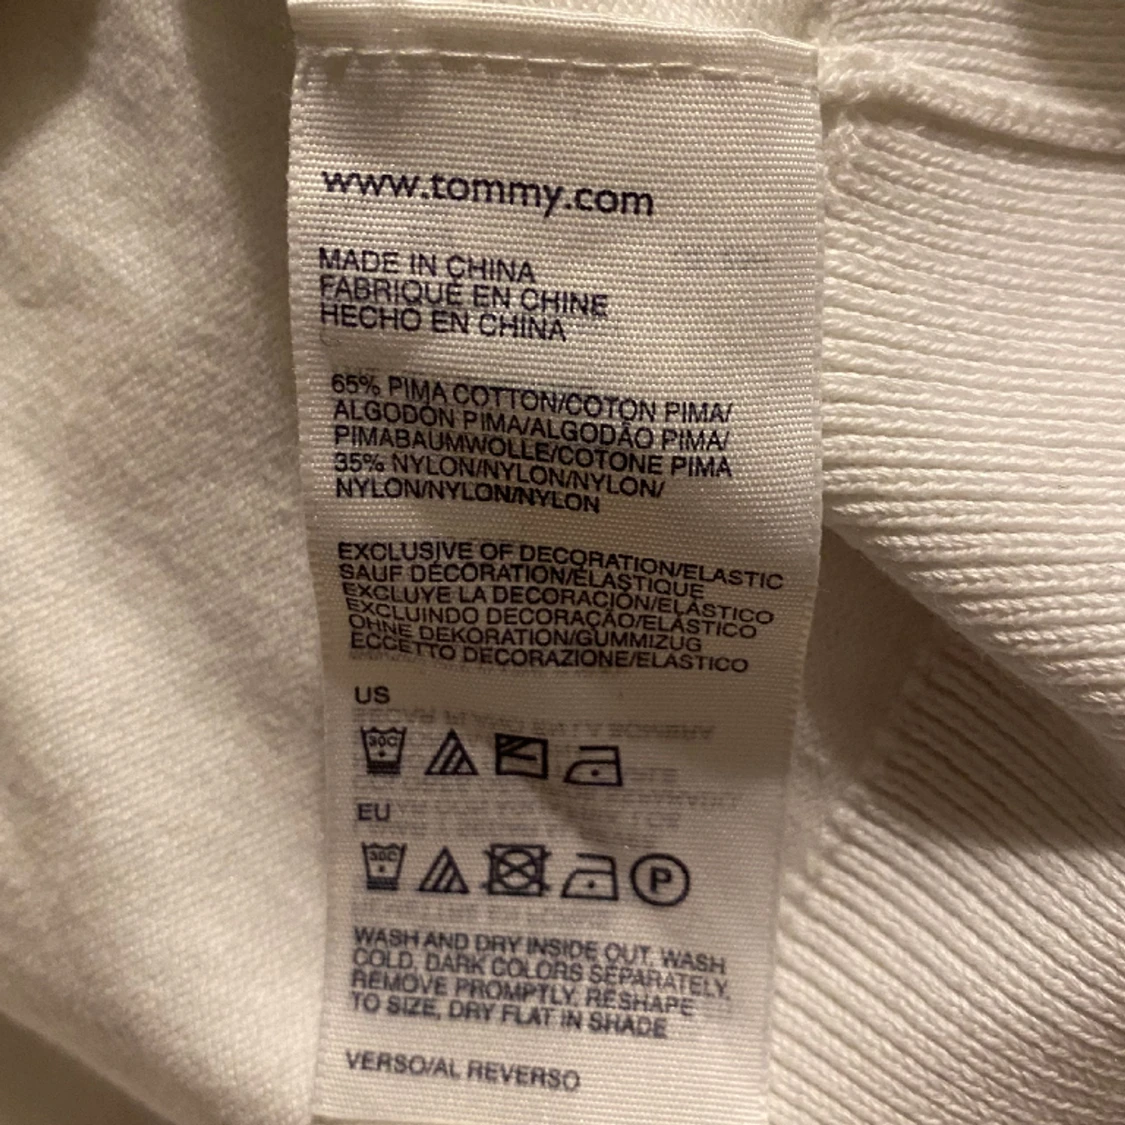 www.tommy.com
MADE IN CHINA
FABRIQUÉ EN CHINE
HECHO EN CHINA
65% PIMA COTTON/COTON PIMA/
ALGODÓN PIMA/ALGODÃO PIMA/
PIMABAUMWOLLE/COTONE PIMA
35% NYLON/NYLON/NYLON/
NYLON/NYLON/NYLON
EXCLUSIVE OF DECORATION/ELASTIC
SAUF DÉCORATION/ÉLASTIQUE
EXCLUYE LA DECORACIÓN/ELÁSTICO
EXCLUINDO DECORAÇÃO/ELÁSTICO
OHNE DEKORATION/GUMMIZUG
ECCETTO DECORAZIONE/ELASTICO
US
30C
EU
30C P
WASH AND DRY INSIDE OUT, WASH
COLD, DARK COLORS SEPARATELY,
REMOVE PROMPTLY, RESHAPE
TO SIZE, DRY FLAT IN SHADE
VERSO/AL REVERSO